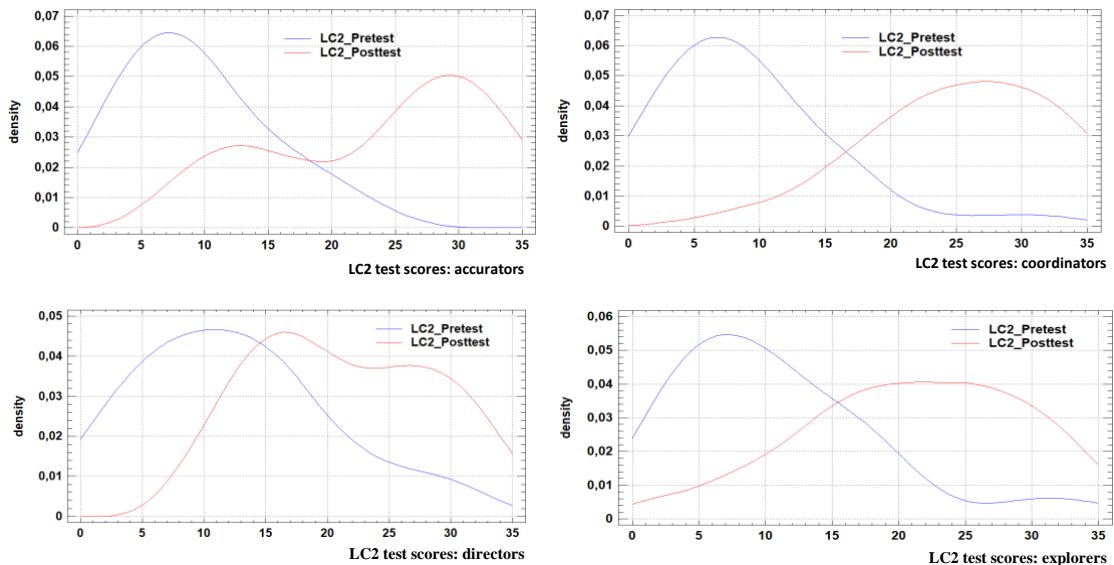 0,07
0,06
0,05
0,04
0,03
0,02
0,01
0
density
LC2_Pretest
LC2_Posttest
0 5 10 15 20 25 30 35
LC2 test scores: accurators
0,07
0,06
0,05
0,04
0,03
0,02
0,01
0
density
LC2_Pretest
LC2_Posttest
0 5 10 15 20 25 30 35
LC2 test scores: coordinators
0,05
0,04
0,03
0,02
0,01
0
density
LC2_Pretest
LC2_Posttest
0 5 10 15 20 25 30 35
LC2 test scores: directors
0,06
0,05
0,04
0,03
0,02
0,01
0
density
LC2_Pretest
LC2_Posttest
0 5 10 15 20 25 30 35
LC2 test scores: explorers